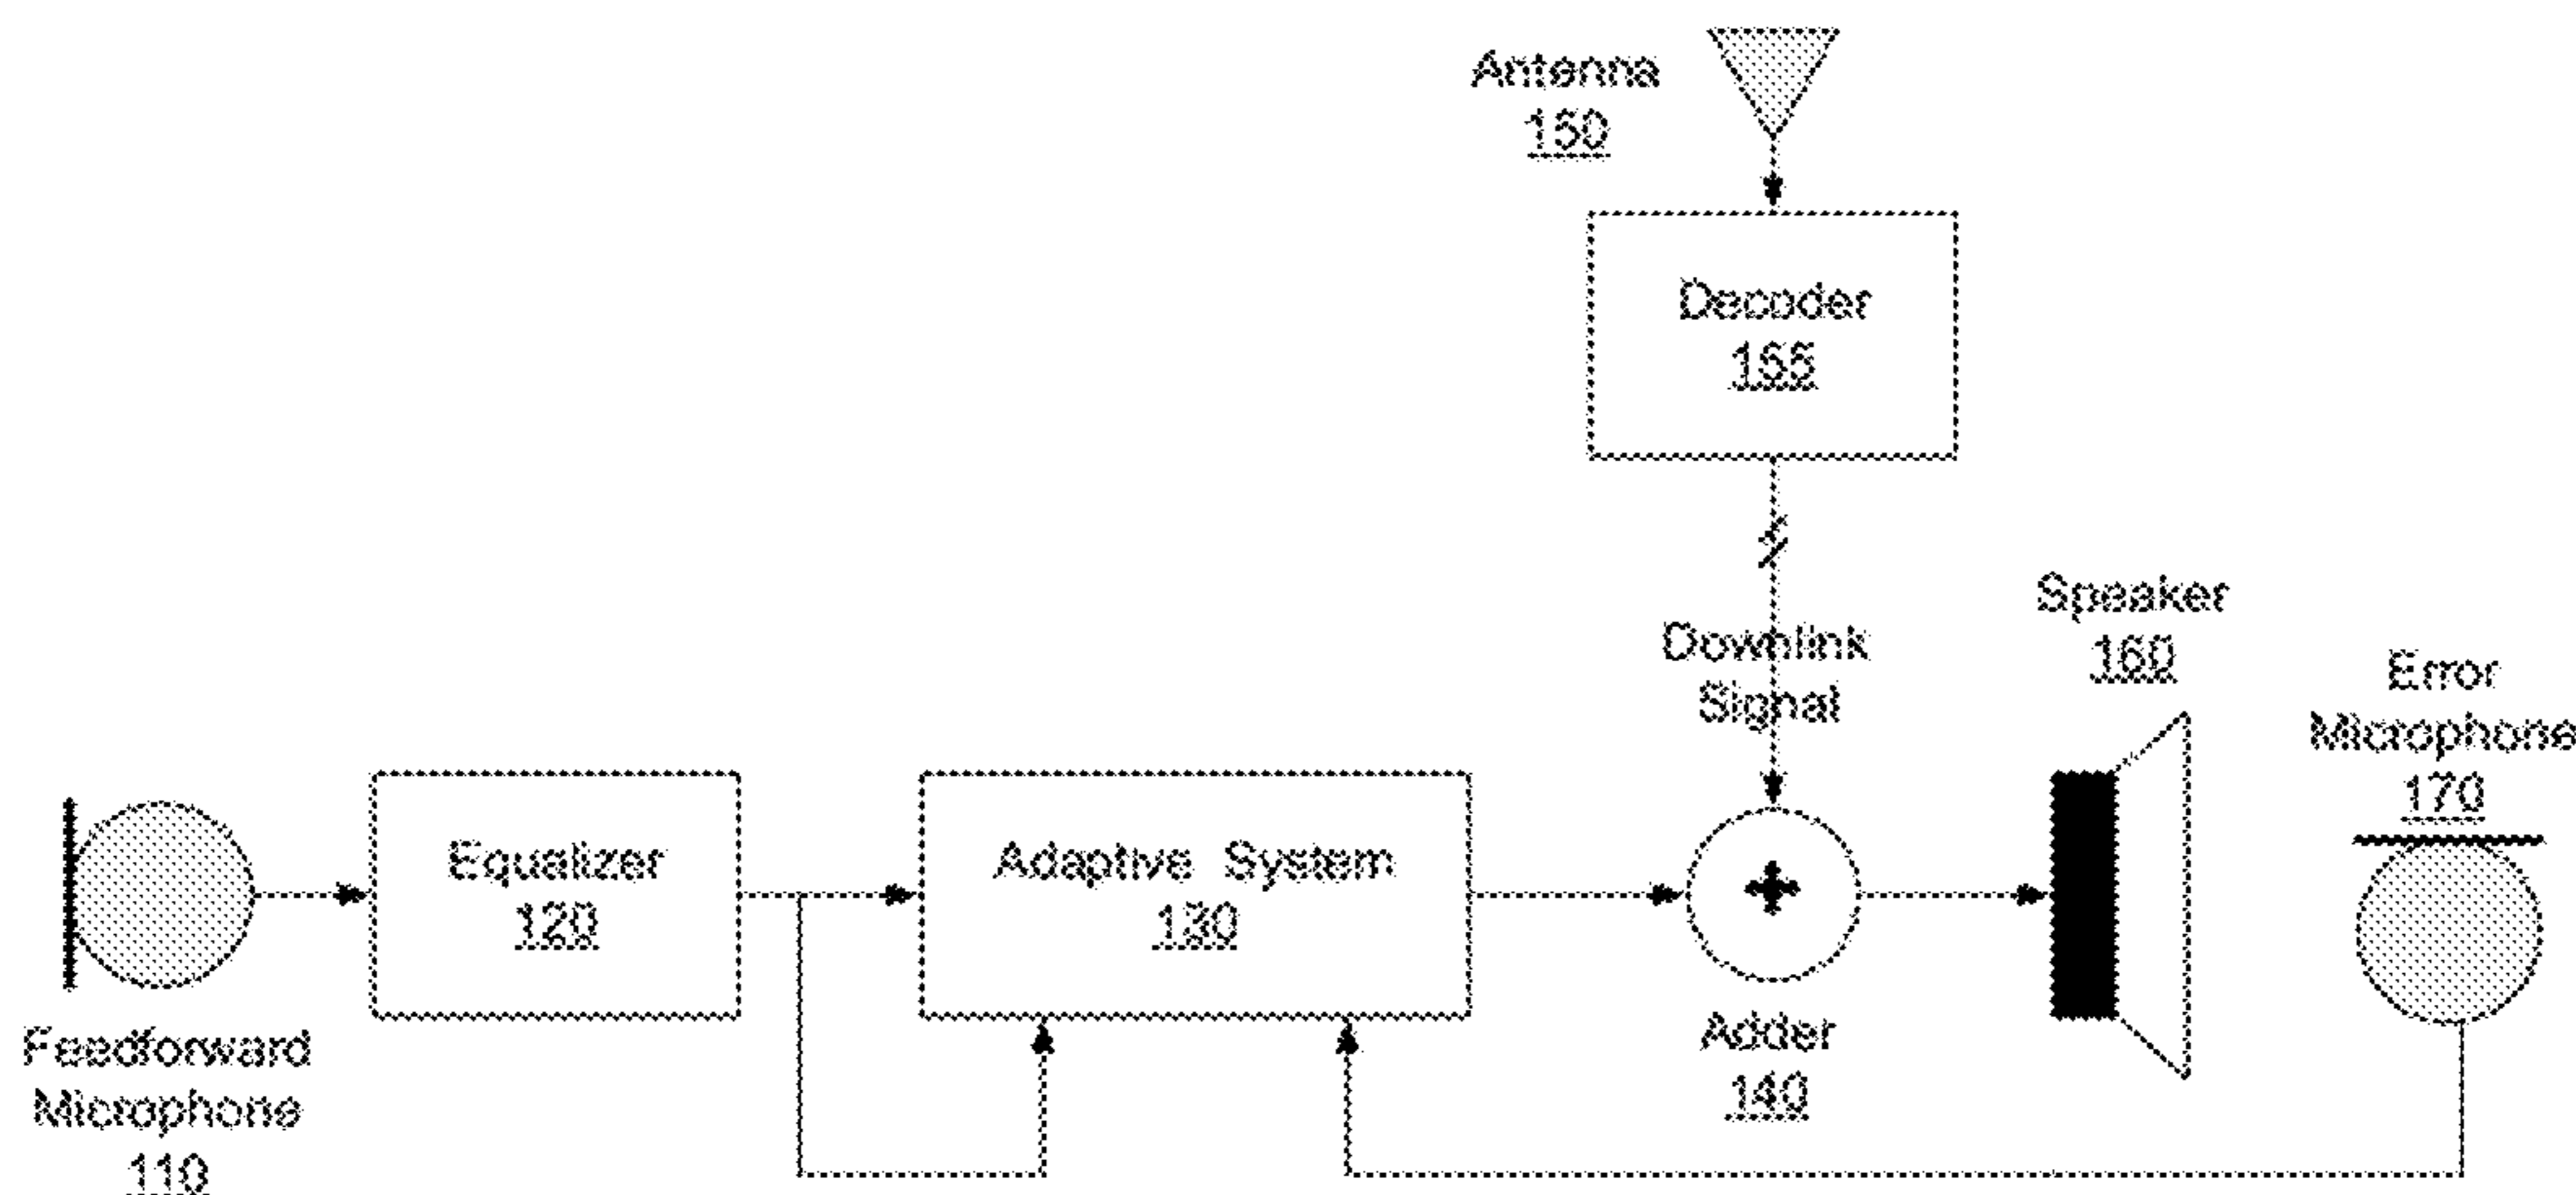 Antenna
150
Decoder
155
Downlink
Signal
Speaker
160
Error
Microphone
170
Equalizer
120
Adaptive System
130
+
Adder
140
Feedforward
Microphone
110